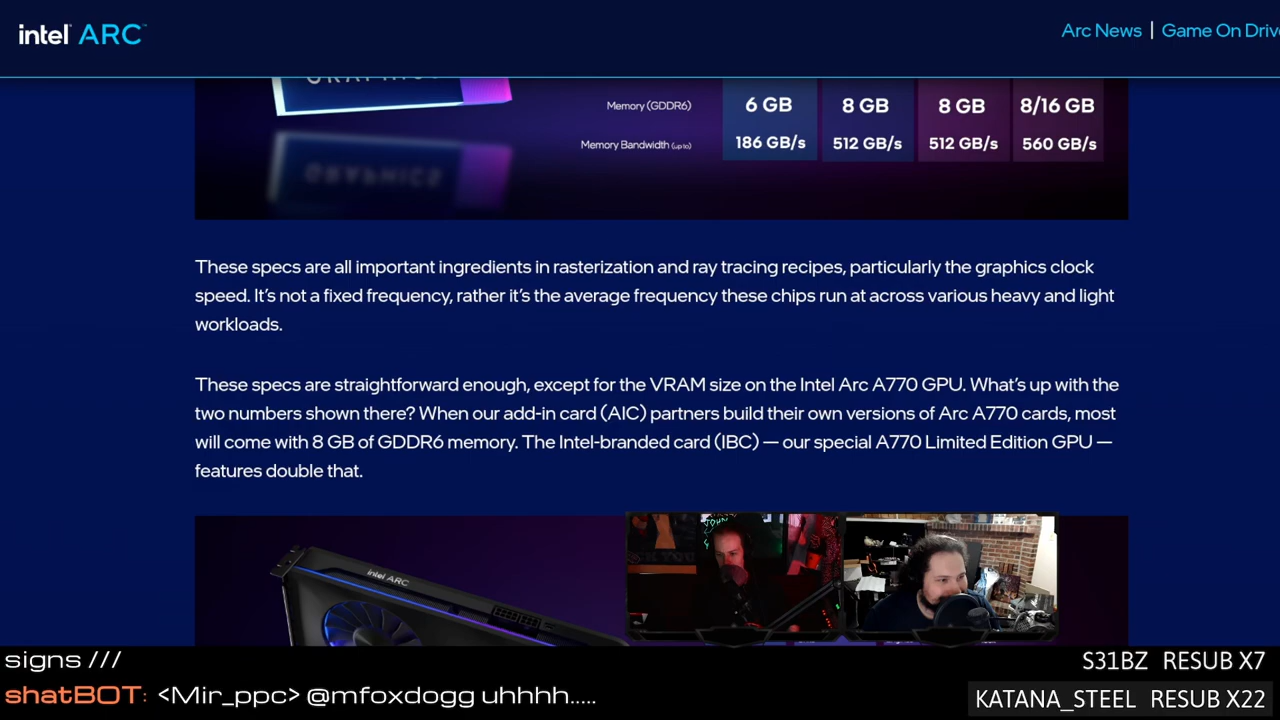 intel ARC
Arc News | Game On Drive
GRAPHICS
Memory (GDDR6) 6 GB 8 GB 8 GB 8/16 GB
Memory Bandwidth (up to) 186 GB/s 512 GB/s 512 GB/s 560 GB/s
These specs are all important ingredients in rasterization and ray tracing recipes, particularly the graphics clock
speed. It's not a fixed frequency, rather it's the average frequency these chips run at across various heavy and light
workloads.
These specs are straightforward enough, except for the VRAM size on the Intel Arc A770 GPU. What's up with the
two numbers shown there? When our add-in card (AIC) partners build their own versions of Arc A770 cards, most
will come with 8 GB of GDDR6 memory. The Intel-branded card (IBC) — our special A770 Limited Edition GPU —
features double that.
intel ARC
signs ///
S31BZ RESUB X7
shatBOT: <Mir_ppc> @mfoxdogg uhhhh.....
KATANA_STEEL RESUB X22